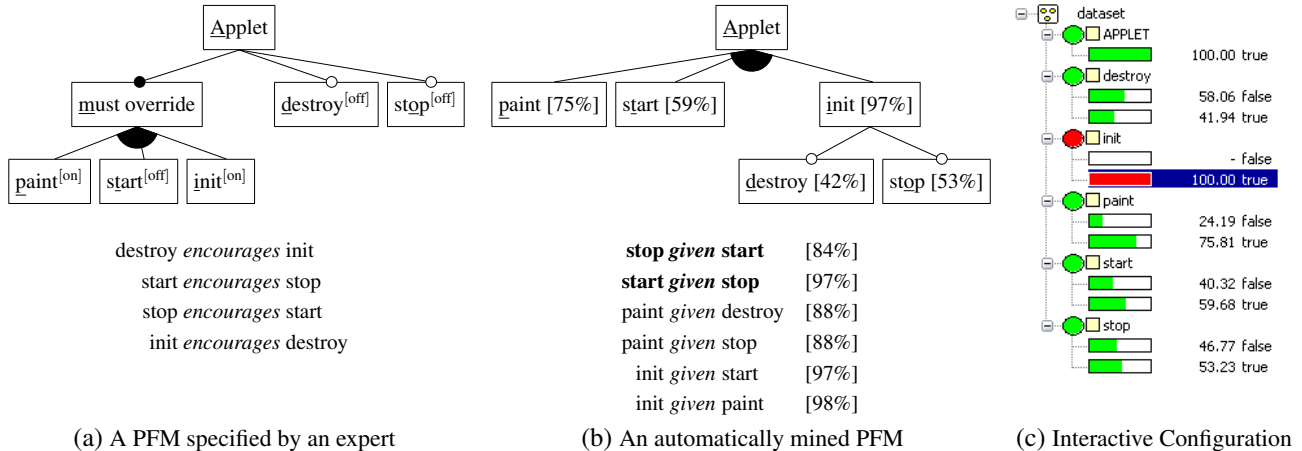 Applet
must override
destroy[off]
stop[off]
paint[on]
start[off]
init[on]
destroy encourages init
start encourages stop
stop encourages start
init encourages destroy
(a) A PFM specified by an expert
Applet
paint [75%]
start [59%]
init [97%]
destroy [42%]
stop [53%]
stop given start [84%]
start given stop [97%]
paint given destroy [88%]
paint given stop [88%]
init given start [97%]
init given paint [98%]
(b) An automatically mined PFM
dataset
APPLET
100.00 true
destroy
58.06 false
41.94 true
init
- false
100.00 true
paint
24.19 false
75.81 true
start
40.32 false
59.68 true
stop
46.77 false
53.23 true
(c) Interactive Configuration